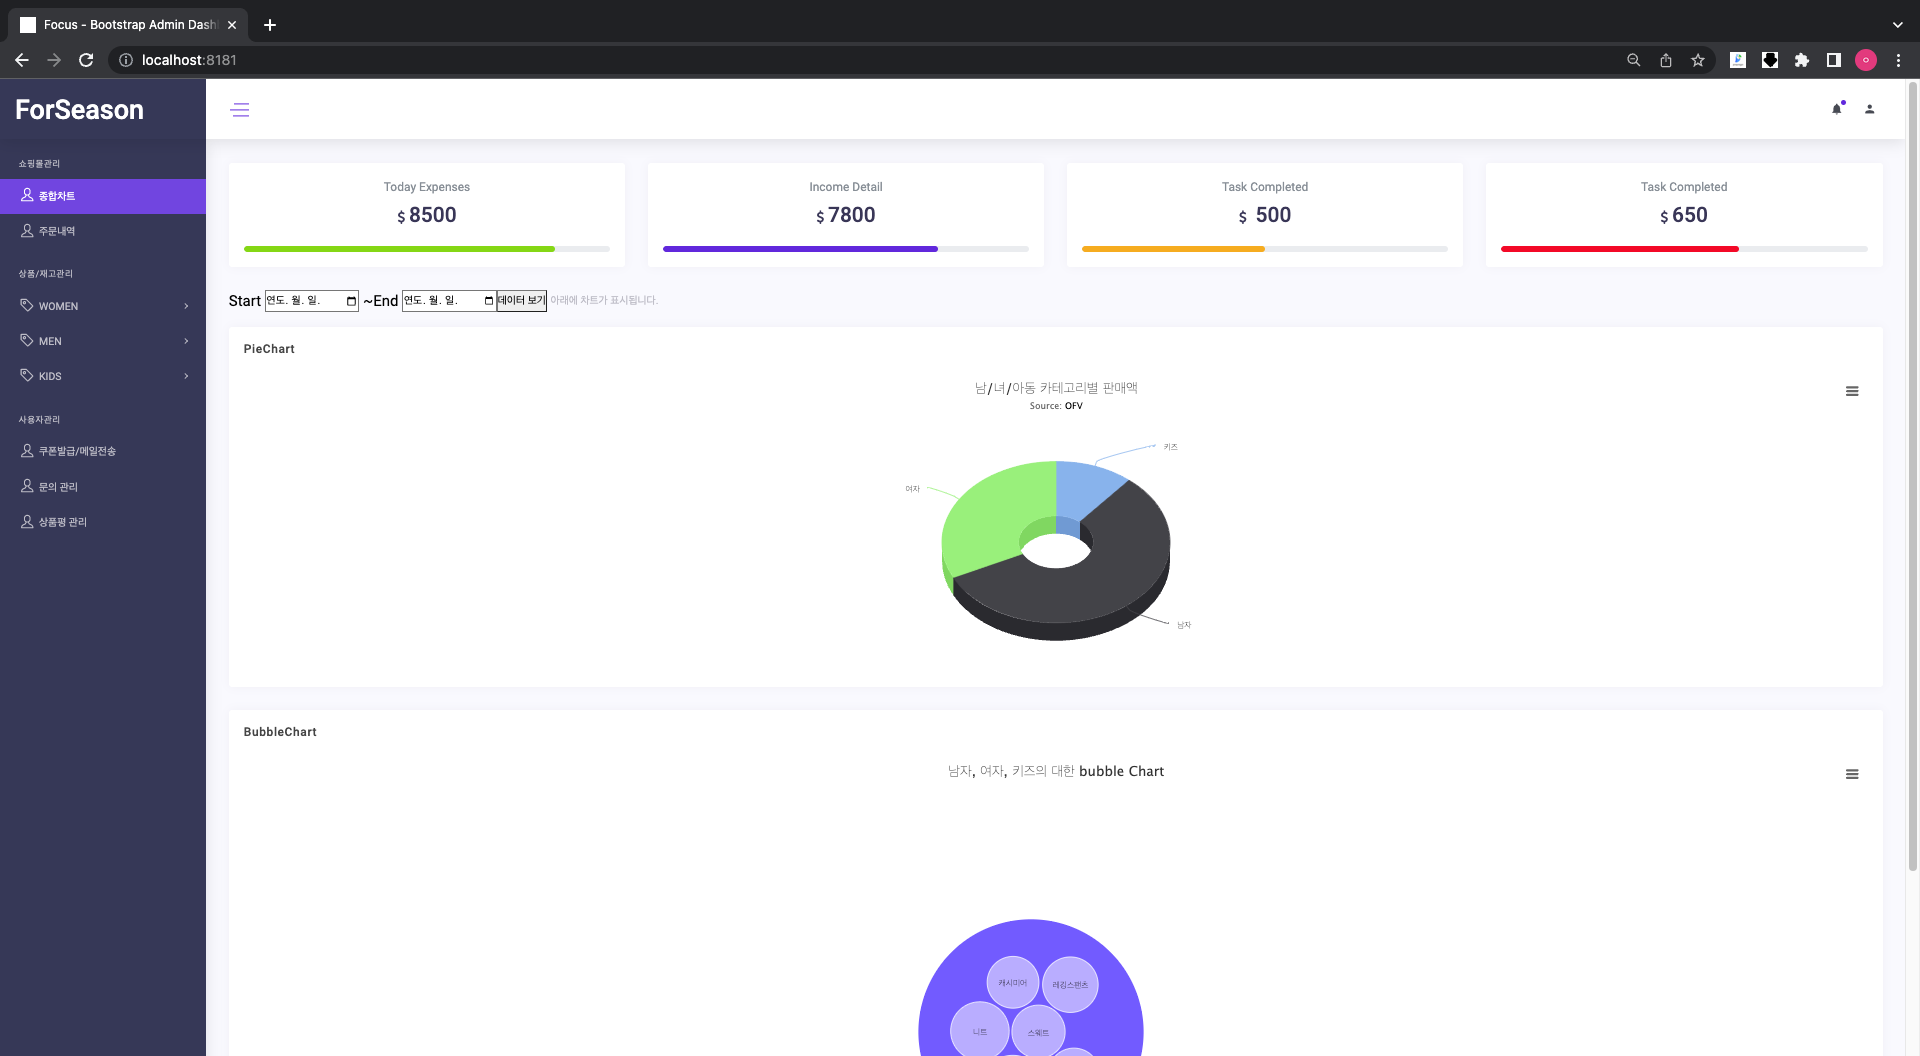 Focus - Bootstrap Admin Dash
localhost:8181
ForSeason
쇼핑몰관리
종합차트
주문내역
상품/재고관리
WOMEN
MEN
KIDS
사용자관리
쿠폰발급/메일전송
문의 관리
상품평 관리
Today Expenses
$ 8500
Income Detail
$ 7800
Task Completed
$ 500
Task Completed
$ 650
Start 연도. 월. 일. ~End 연도. 월. 일. 데이터 보기 아래에 차트가 표시됩니다.
PieChart
남/녀/아동 카테고리별 판매액
Source: OFV
키즈
여자
남자
BubbleChart
남자, 여자, 키즈의 대한 bubble Chart
캐시미어
레깅스팬츠
니트
스웨트